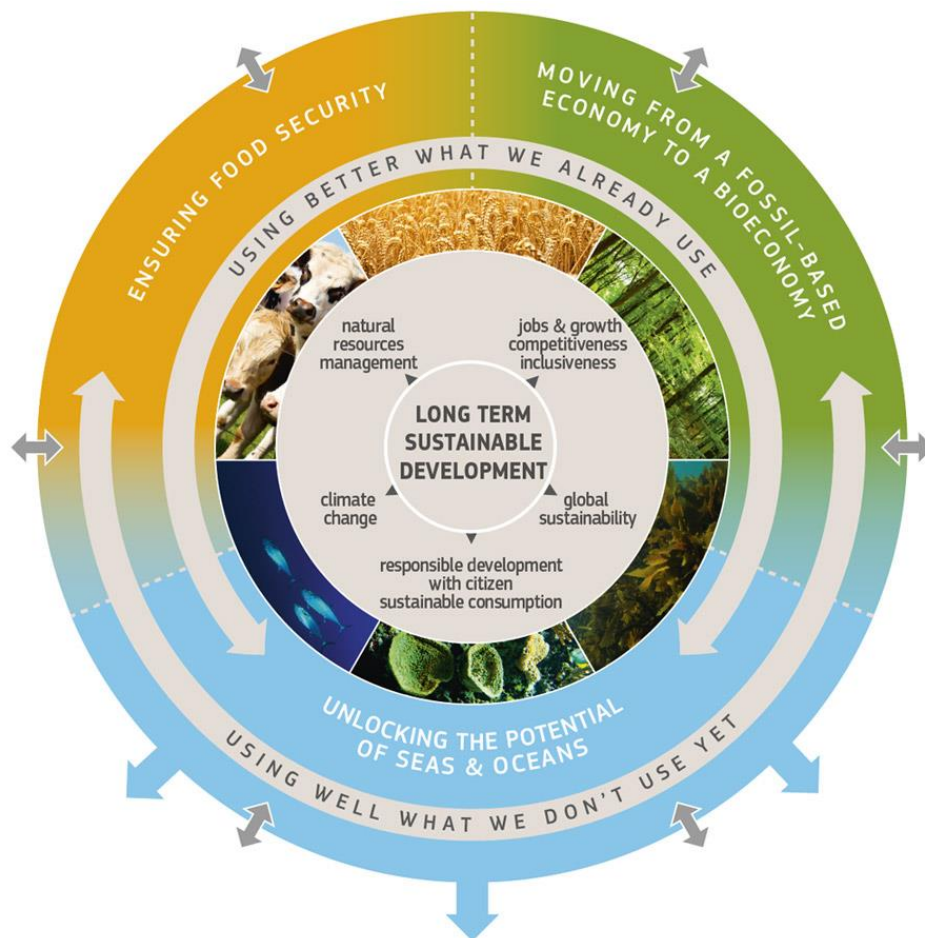 ENSURING FOOD SECURITY
MOVING FROM A FOSSIL-BASED
ECONOMY TO A BIOECONOMY
USING BETTER WHAT WE ALREADY USE
natural
resources
management
jobs & growth
competitiveness
inclusiveness
LONG TERM
SUSTAINABLE
DEVELOPMENT
climate
change
global
sustainability
responsible development
with citizen
sustainable consumption
UNLOCKING THE POTENTIAL
OF SEAS & OCEANS
USING WELL WHAT WE DON'T USE YET